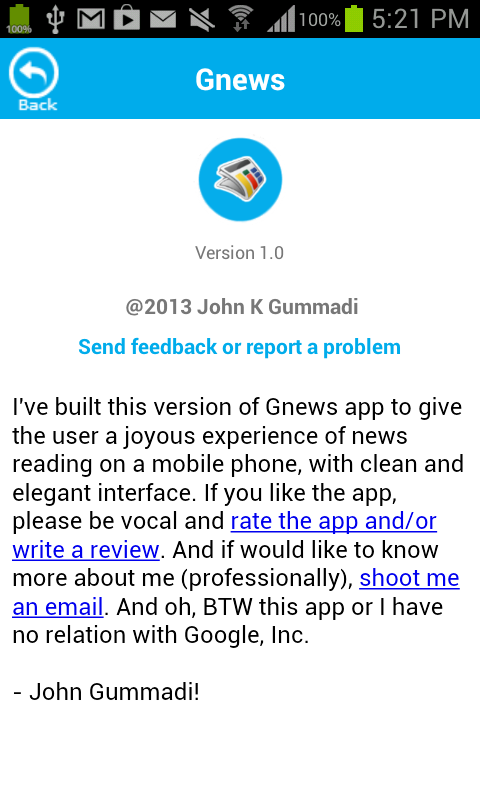 100% 100% 5:21 PM
Back Gnews
Version 1.0
@2013 John K Gummadi
Send feedback or report a problem
I've built this version of Gnews app to give
the user a joyous experience of news
reading on a mobile phone, with clean and
elegant interface. If you like the app,
please be vocal and rate the app and/or
write a review. And if would like to know
more about me (professionally), shoot me
an email. And oh, BTW this app or I have
no relation with Google, Inc.
- John Gummadi!